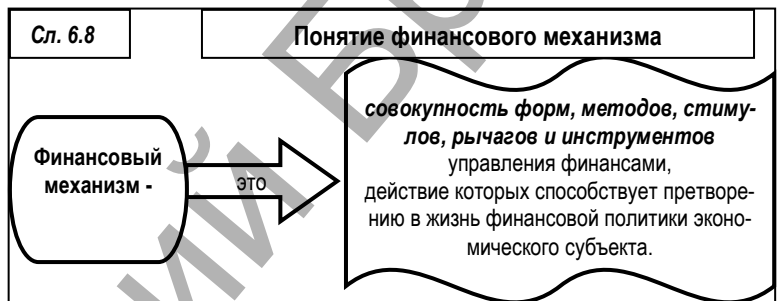 Сл. 6.8
Понятие финансового механизма
Финансовый
механизм -
это
совокупность форм, методов, стиму-
лов, рычагов и инструментов
управления финансами,
действие которых способствует претворе-
нию в жизнь финансовой политики эконо-
мического субъекта.